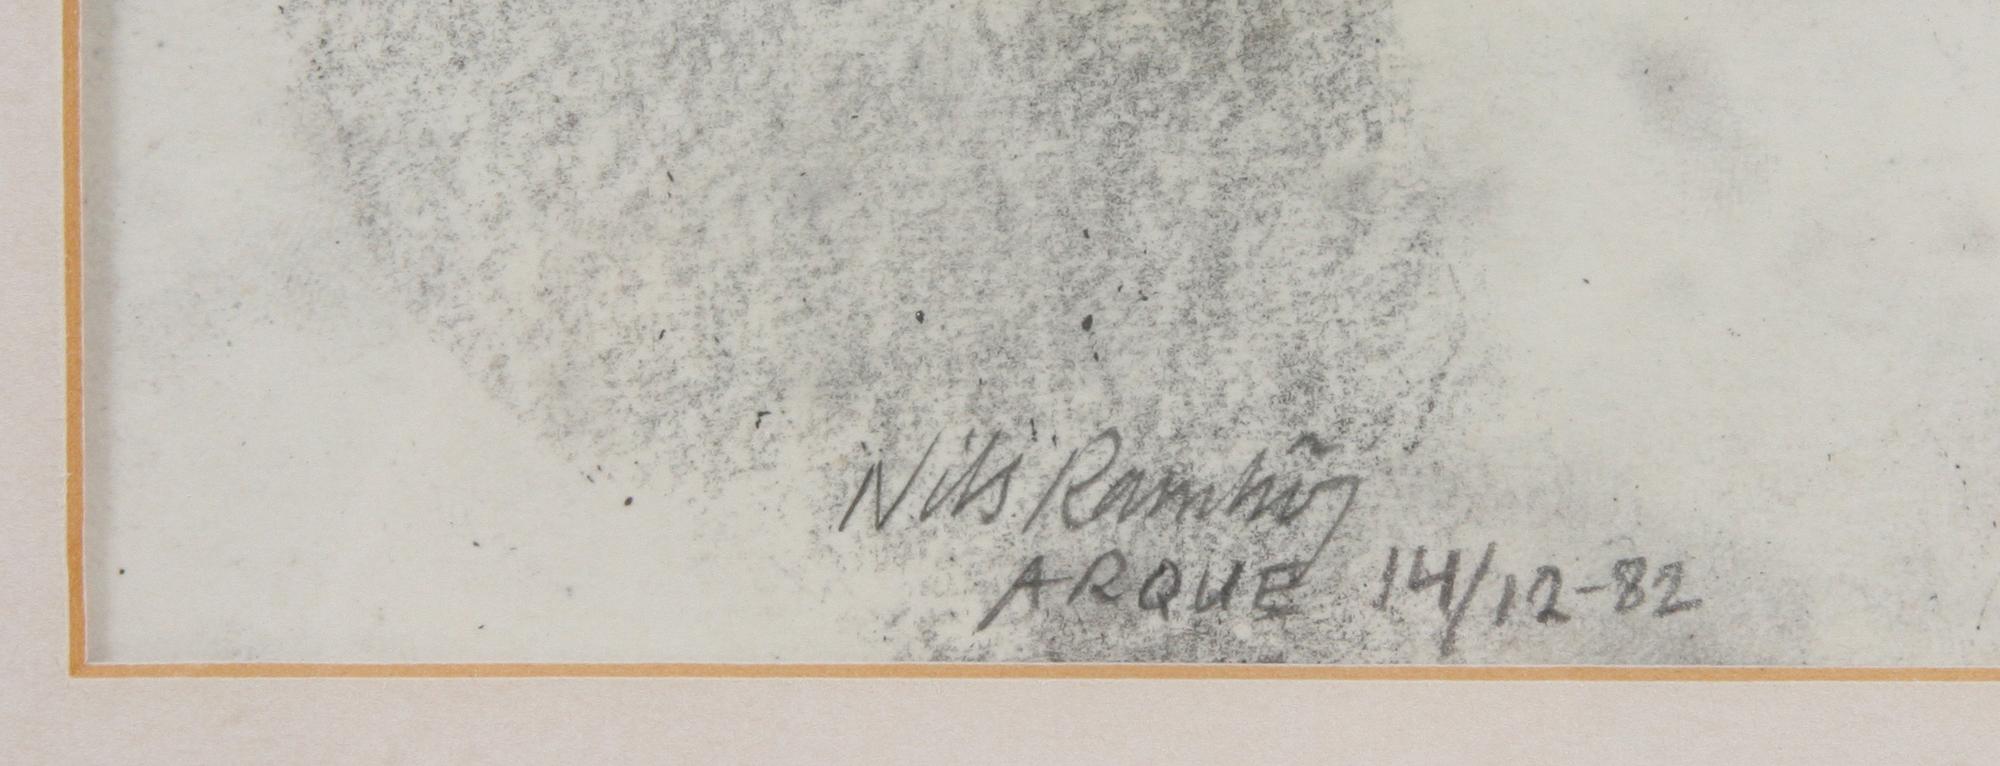 Nils Ramhöj
ARQUE 14/12-82